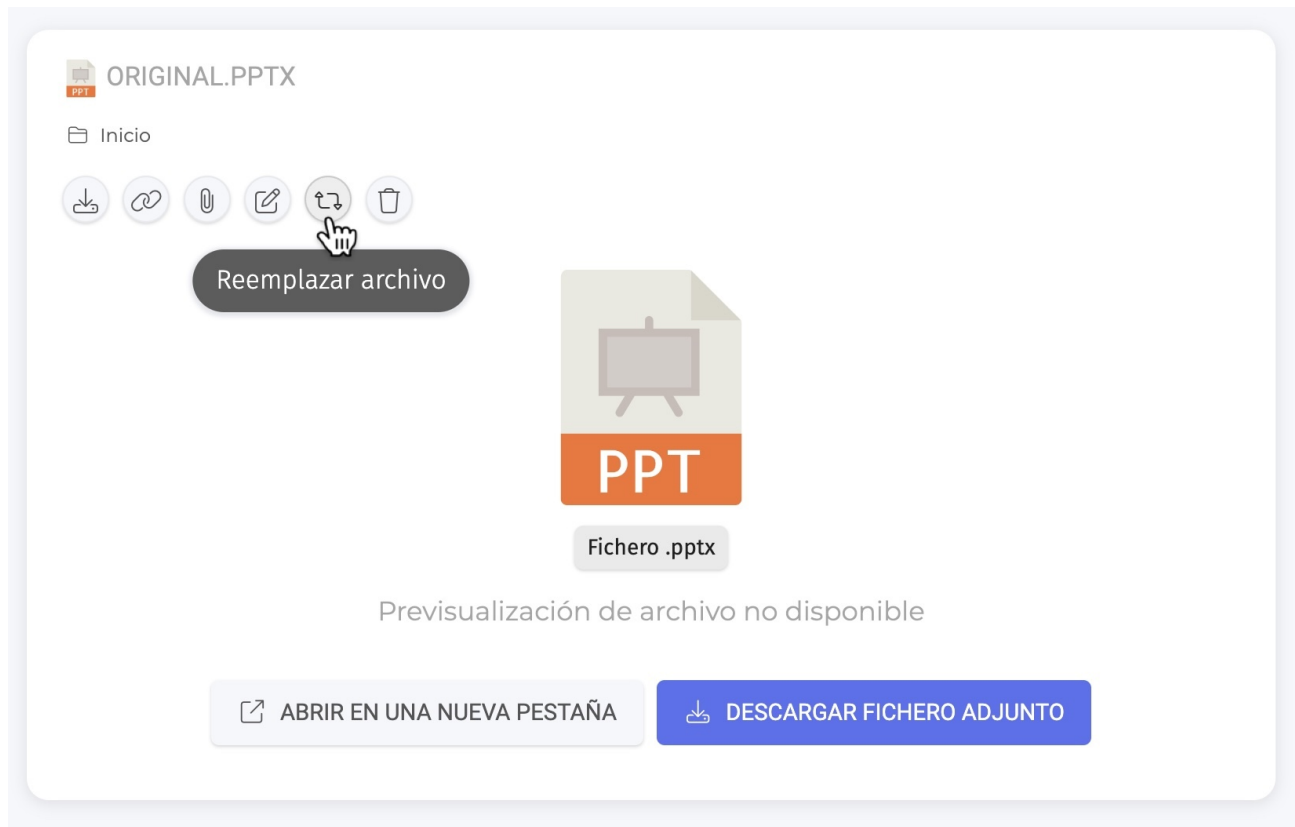 PPT
ORIGINAL.PPTX
Inicio
Reemplazar archivo
PPT
Fichero .pptx
Previsualización de archivo no disponible
ABRIR EN UNA NUEVA PESTAÑA
DESCARGAR FICHERO ADJUNTO